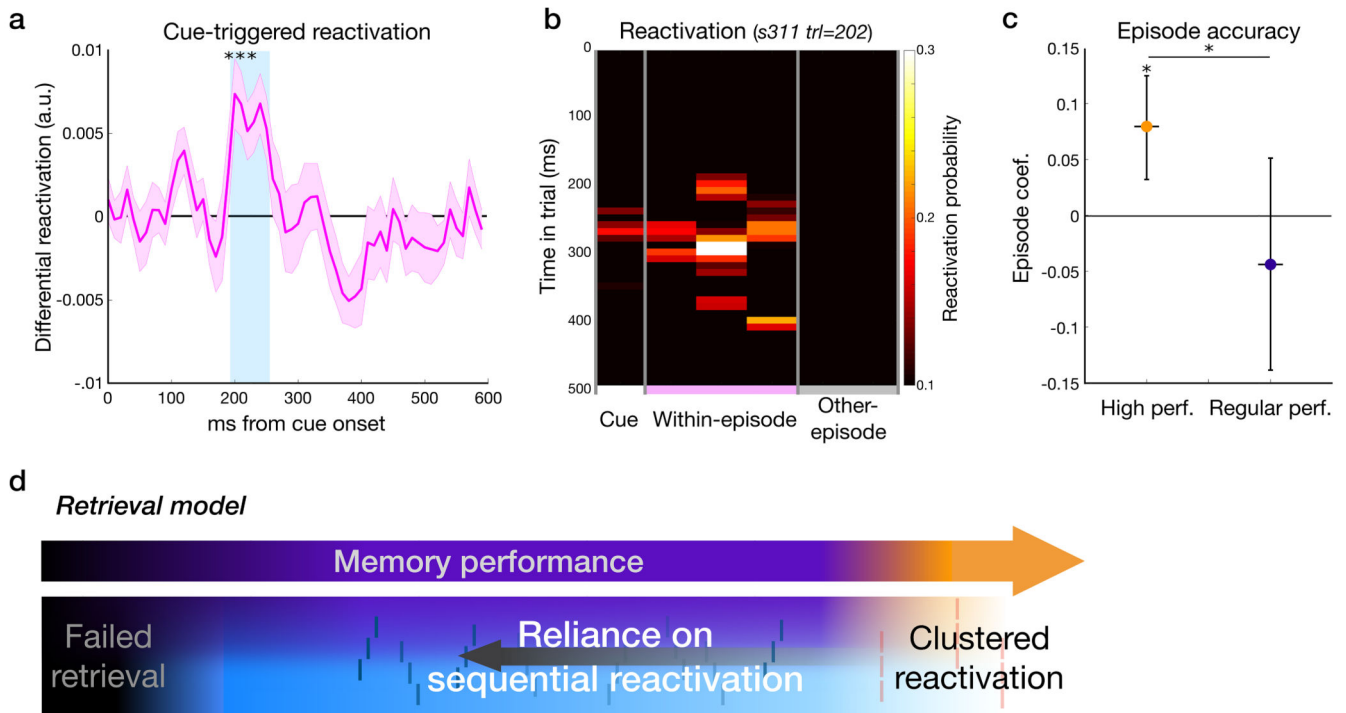 a
Cue-triggered reactivation
Differential reactivation (a.u.)
0.01
0.005
0
-0.005
-.01
***
0 100 200 300 400 500 600
ms from cue onset
b
Reactivation (s311 trl=202)
Time in trial (ms)
0
100
200
300
400
500
Cue
Within-episode
Other-
episode
0.3
0.2
0.1
Reactivation probability
c
Episode accuracy
Episode coef.
0.15
0.1
0.05
0
-0.05
-0.1
-0.15
*
*
High perf. Regular perf.
d
Retrieval model
Memory performance
Failed
retrieval
Reliance on
sequential reactivation
Clustered
reactivation